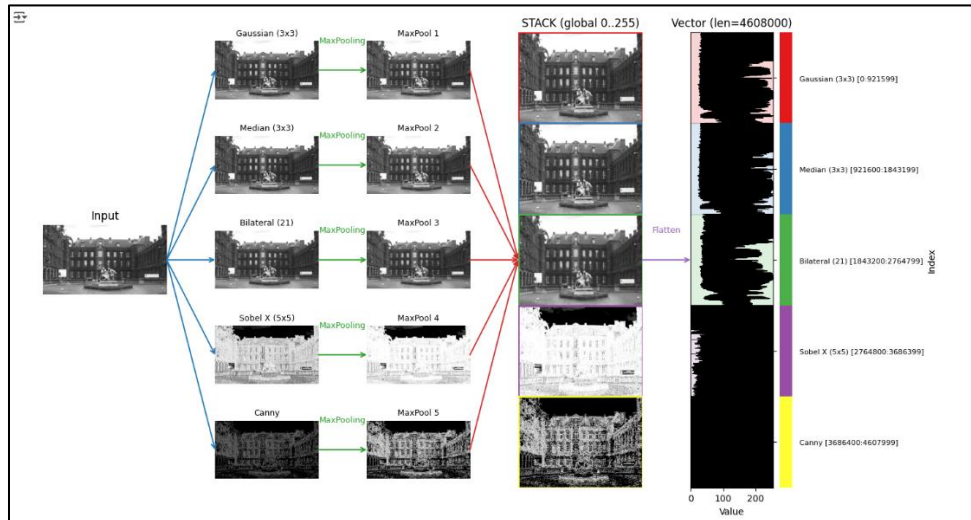 STACK (global 0..255)
Vector (len=4608000)
Gaussian (3x3)
MaxPooling
MaxPool 1
Gaussian (3x3) [0:921599]
Median (3x3)
MaxPooling
MaxPool 2
Median (3x3) [921600:1843199]
Input
Bilateral (21)
MaxPooling
MaxPool 3
Flatten
Bilateral (21) [1843200:2764799]
Index
Sobel X (5x5)
MaxPooling
MaxPool 4
Sobel X (5x5) [2764800:3686399]
Canny
MaxPooling
MaxPool 5
Canny [3686400:4607999]
0
100
200
Value